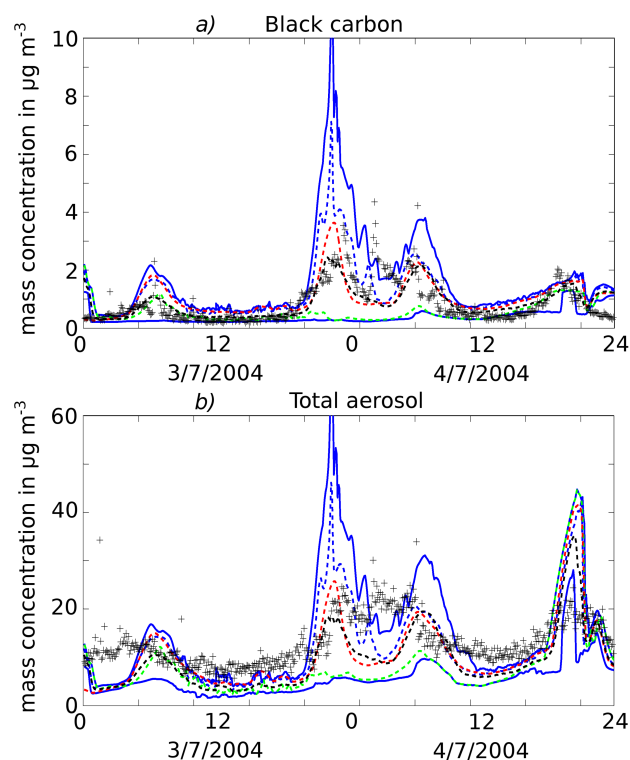 a) Black carbon
mass concentration in µg m-3
10
8
6
4
2
0
0 12 0 12 24
3/7/2004 4/7/2004
b) Total aerosol
mass concentration in µg m-3
60
40
20
0
0 12 0 12 24
3/7/2004 4/7/2004